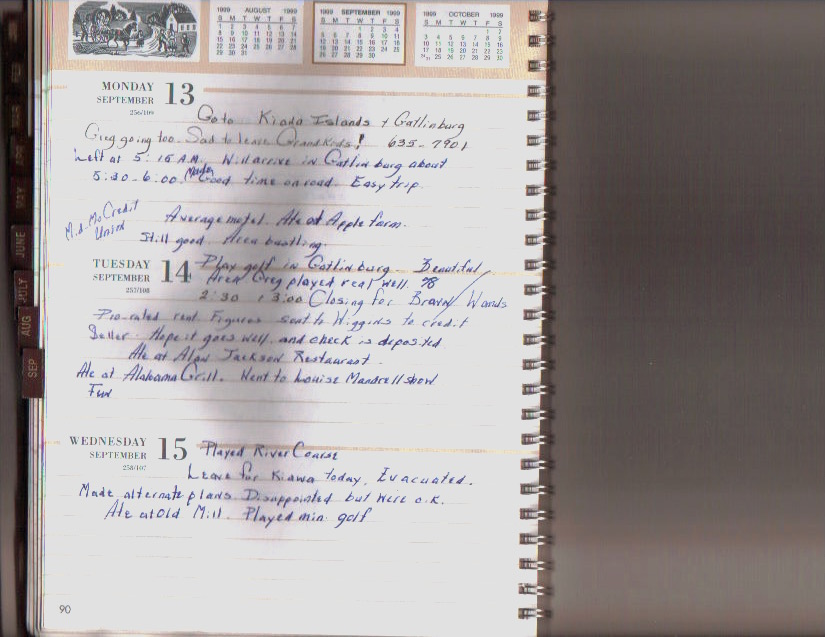 1999 AUGUST 1999
S M T W T F S
1 2 3 4 5 6 7
8 9 10 11 12 13 14
15 16 17 18 19 20 21
22 23 24 25 26 27 28
29 30 31
1999 SEPTEMBER 1999
S M T W T F S
1 2 3 4
5 6 7 8 9 10 11
12 13 14 15 16 17 18
19 20 21 22 23 24 25
26 27 28 29 30
1999 OCTOBER 1999
S M T W T F S
1 2
3 4 5 6 7 8 9
10 11 12 13 14 15 16
17 18 19 20 21 22 23
24/31 25 26 27 28 29 30
MONDAY
SEPTEMBER 13
256/109
Go to Kiada Islands & Gatlinburg
Greg going too. Sad to leave Grandkids! 635-7901
Left at 5:15 A.M. Will arrive in Gatlinburg about
5:30-6:00. Made Good time on road. Easy trip.
Mid-Mo Credit
Union
Average motel. Ate at Apple farm.
Still good. Area bustling.
TUESDAY
SEPTEMBER 14
257/108
Play golf in Gatlinburg. Beautiful
Area Greg played real well. 78
2:30 / 3:00 Closing for Brown/Woods
Pro-rated rent. Figures sent to Wiggins to credit
Seller. Hope it goes well, and check is deposited
Ate at Alan Jackson Restaurant.
Ate at Alabama Grill. Went to Louise Mandrell show
Fun
WEDNESDAY
SEPTEMBER 15
258/107
Played River Course
Leave for Kiawa today, Evacuated.
Made alternate plans Disappointed but were o.k.
Ate at Old Mill. Played min. golf
90
MAY
JUNE
JULY
AUG
SEP